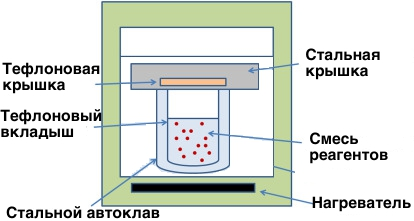 Тефлоновая
крышка
Стальная
крышка
Тефлоновый
вкладыш
Смесь
реагентов
Стальной автоклав
Нагреватель